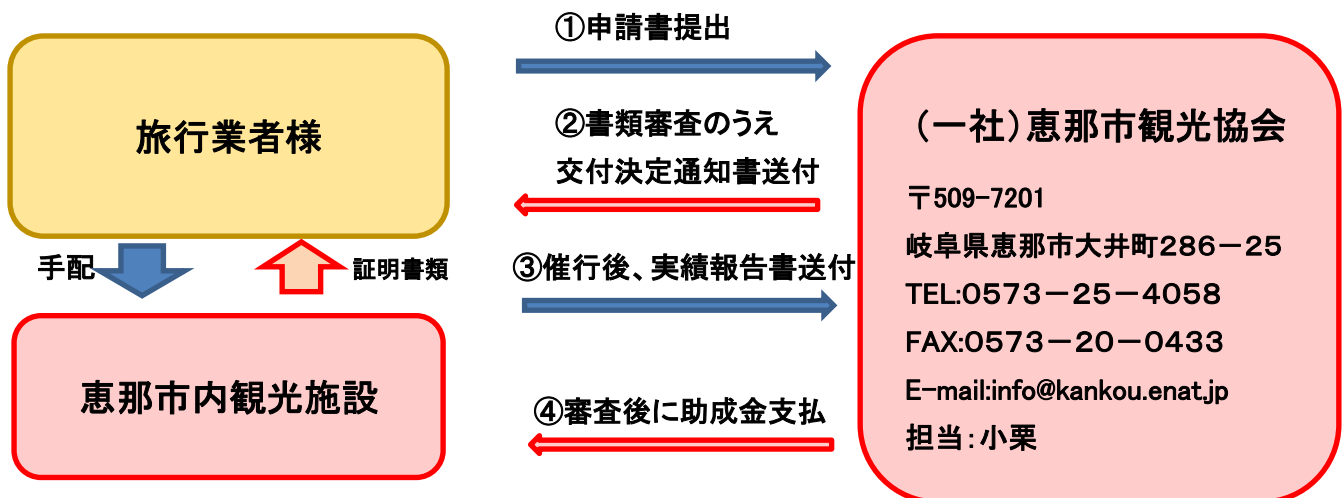 旅行業者様
手配
証明書類
恵那市内観光施設
①申請書提出
②書類審査のうえ
交付決定通知書送付
③催行後、実績報告書送付
④審査後に助成金支払
（一社）恵那市観光協会
〒509-7201
岐阜県恵那市大井町２８６－２５
TEL:０５７３－２５－４０５８
FAX:０５７３－２０－０４３３
E-mail:info@kankou.enat.jp
担当：小栗